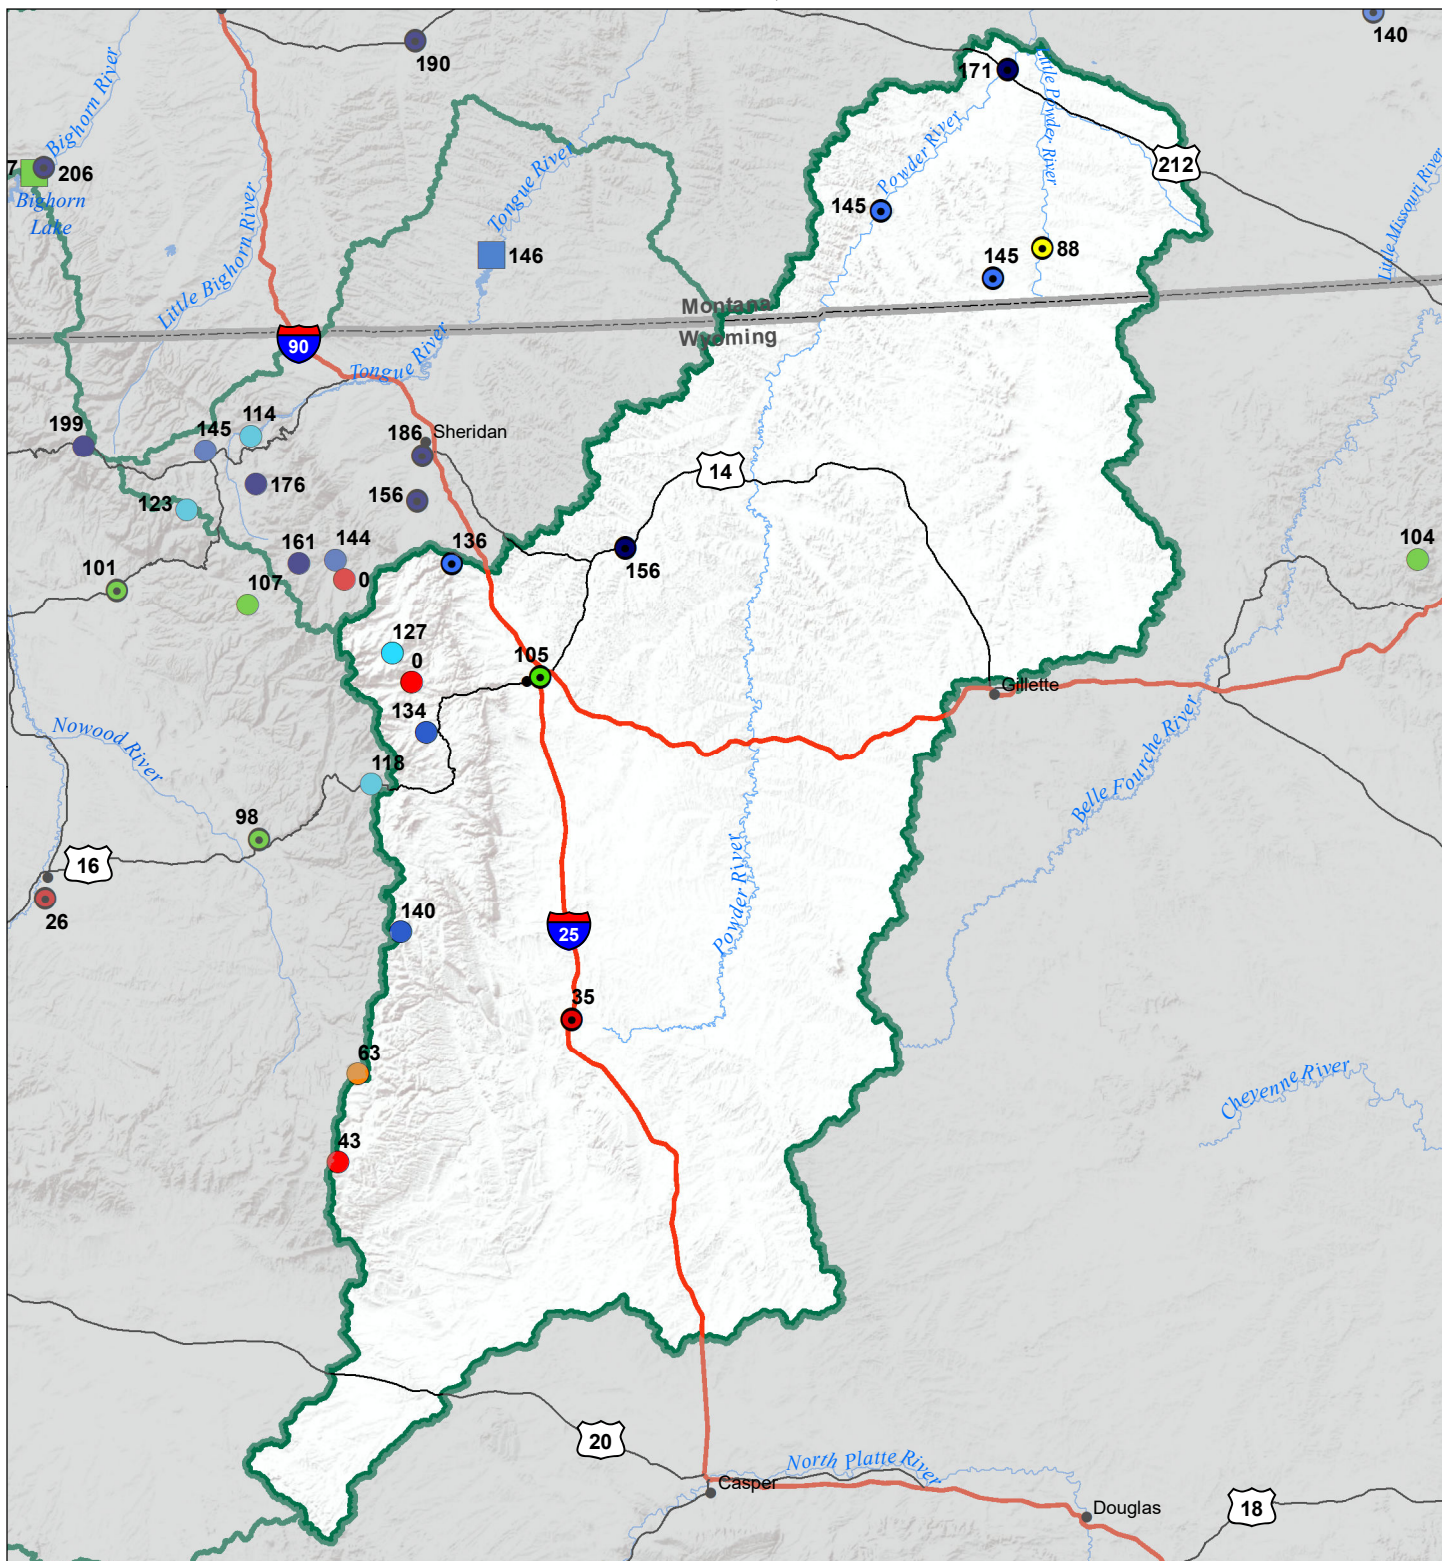 190
140
171
Bighorn River
7
206
Bighorn
Lake
Little Powder River
Powder River
212
Tongue River
145
Little Missouri River
Little Bighorn River
146
145
88
Montana
Wyoming
90
Tongue River
199
145
114
186
Sheridan
176
156
14
123
161
144
136
0
156
101
107
104
127
0
105
Gillette
134
Nowood River
118
Belle Fourche River
98
16
Powder River
26
140
25
35
63
Cheyenne River
43
20
North Platte River
Casper
Douglas
18